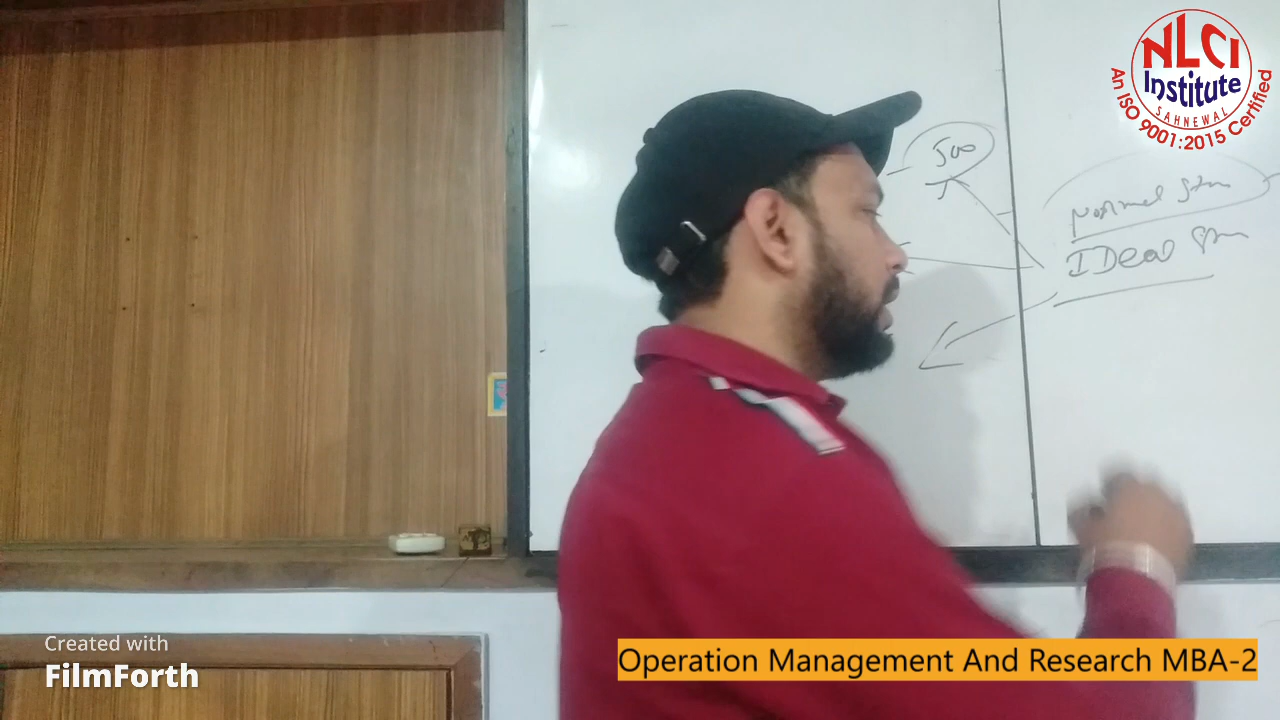 NLCI
Institute
SAHNEWAL
An ISO 9001:2015 Certified
500
Normal
IDeal
Created with
FilmForth
Operation Management And Research MBA-2